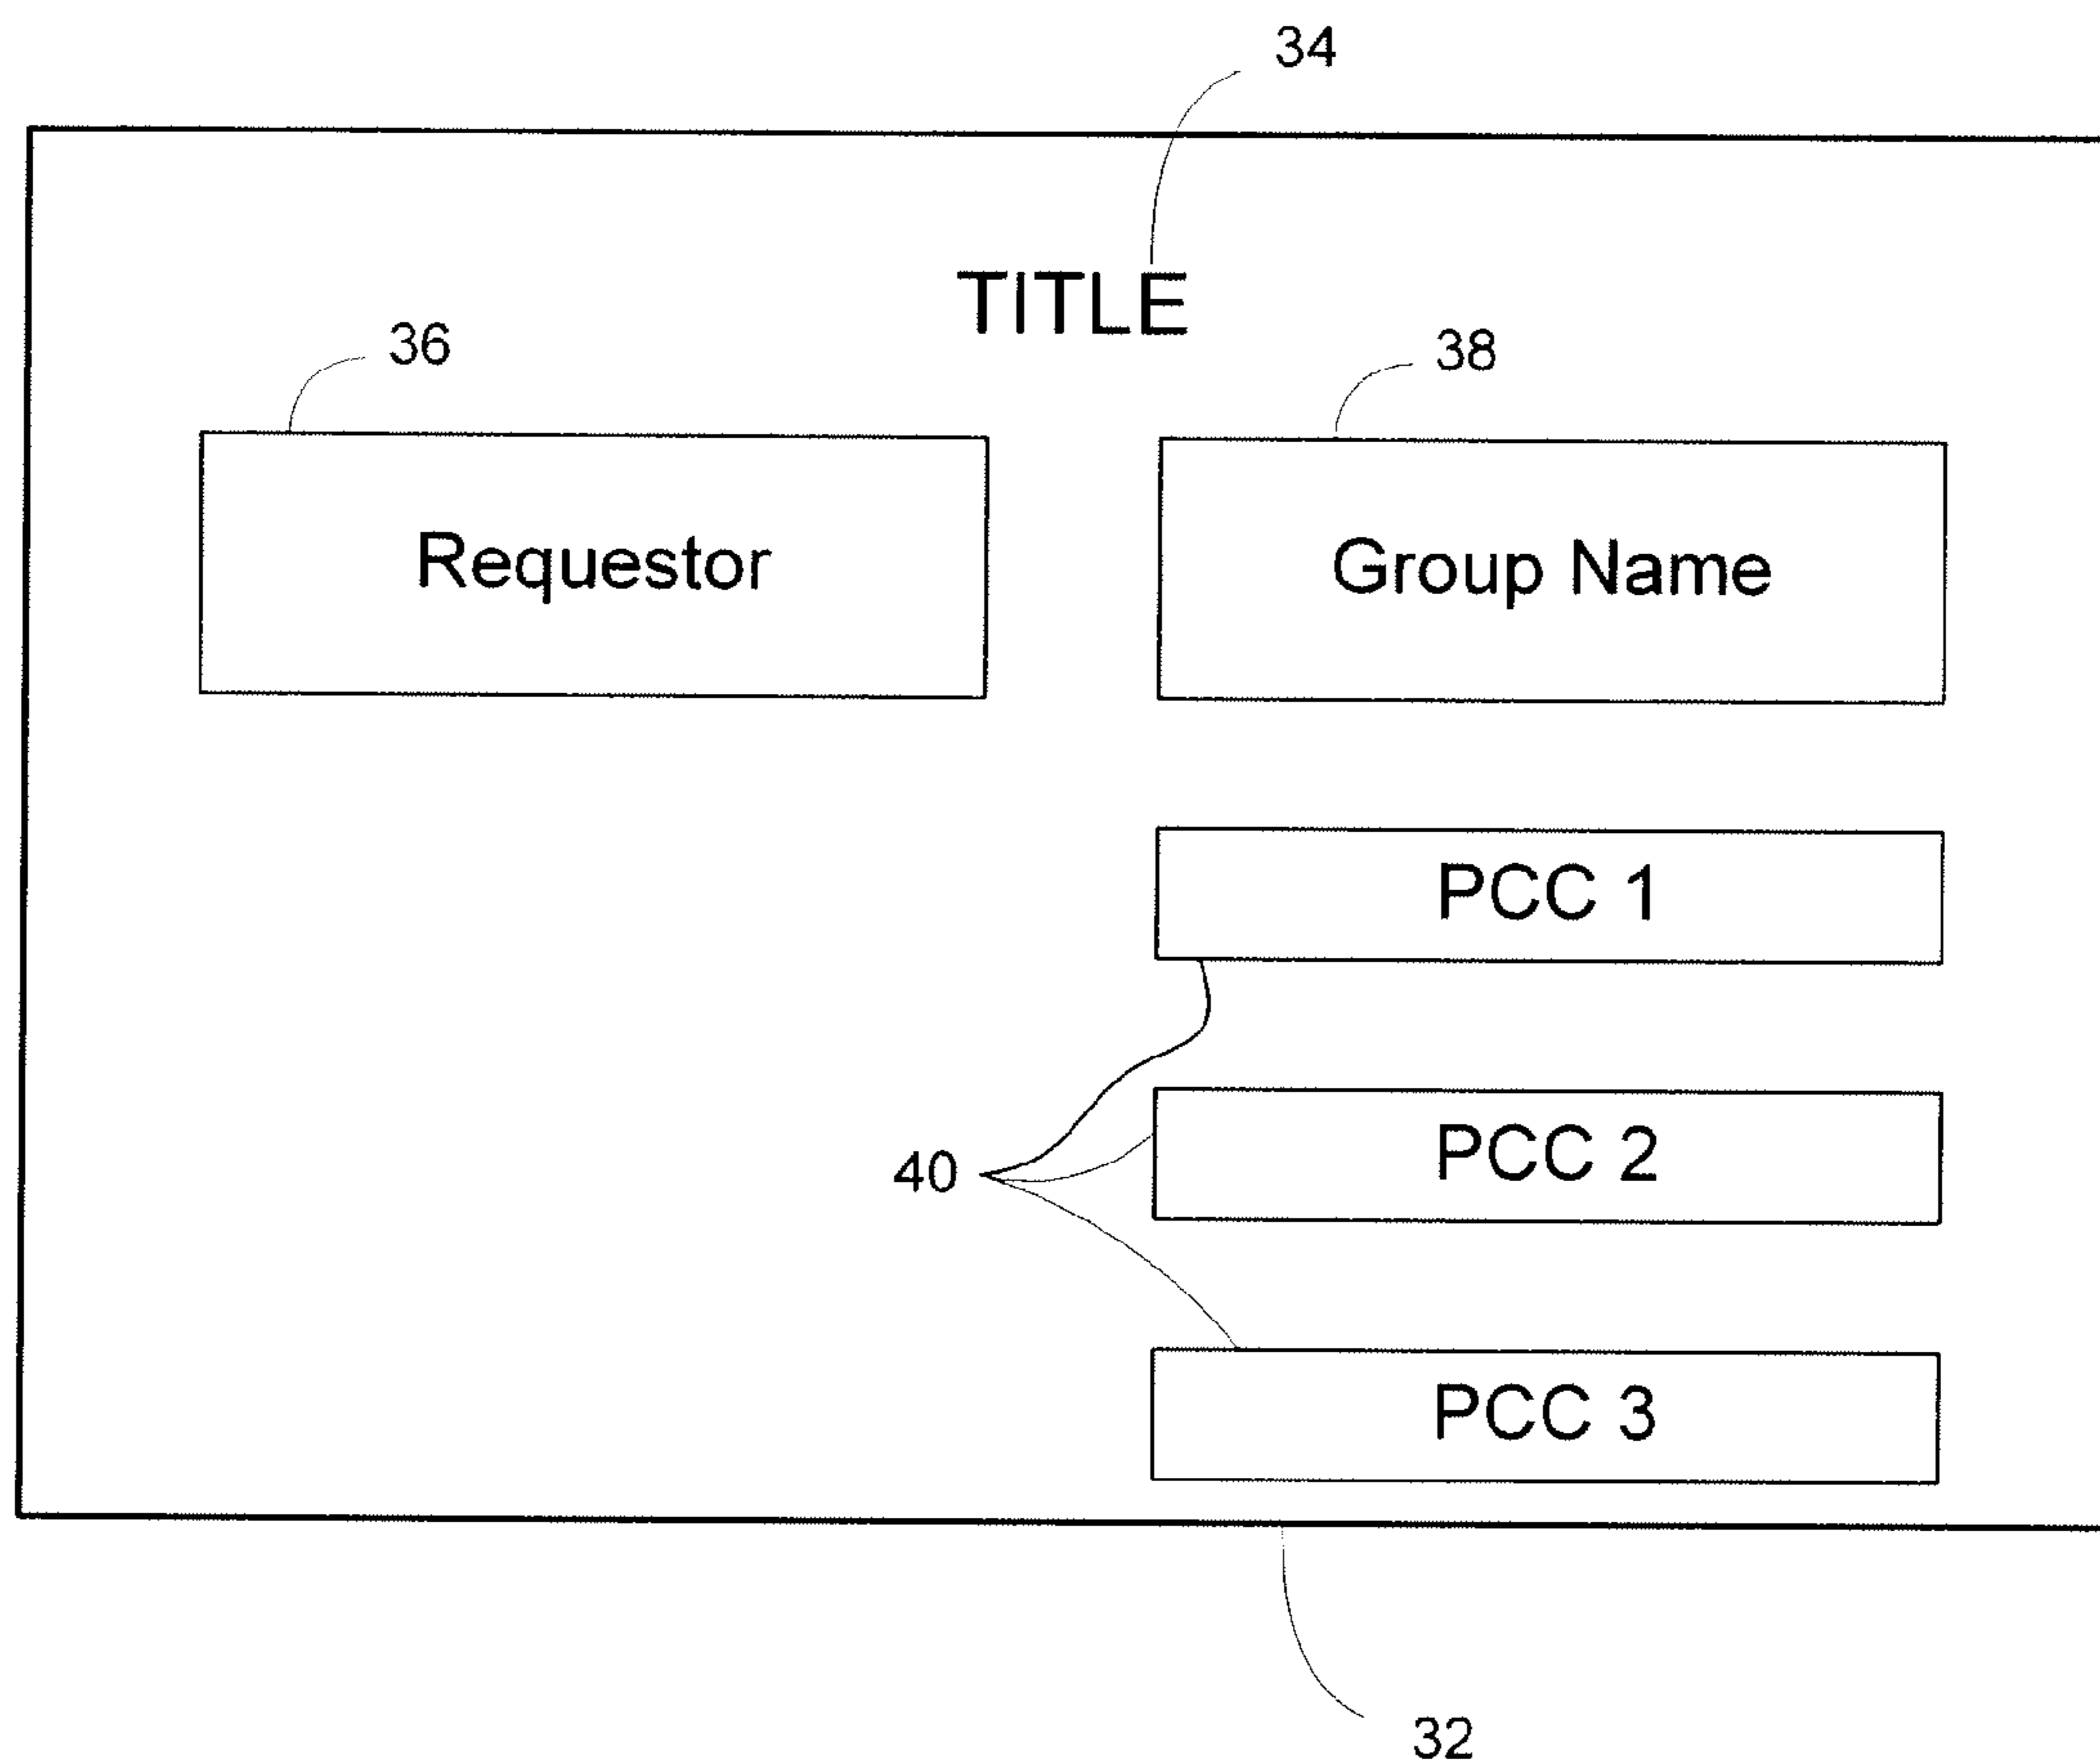 34
TITLE
36
38
Requestor
Group Name
PCC 1
PCC 2
40
PCC 3
32